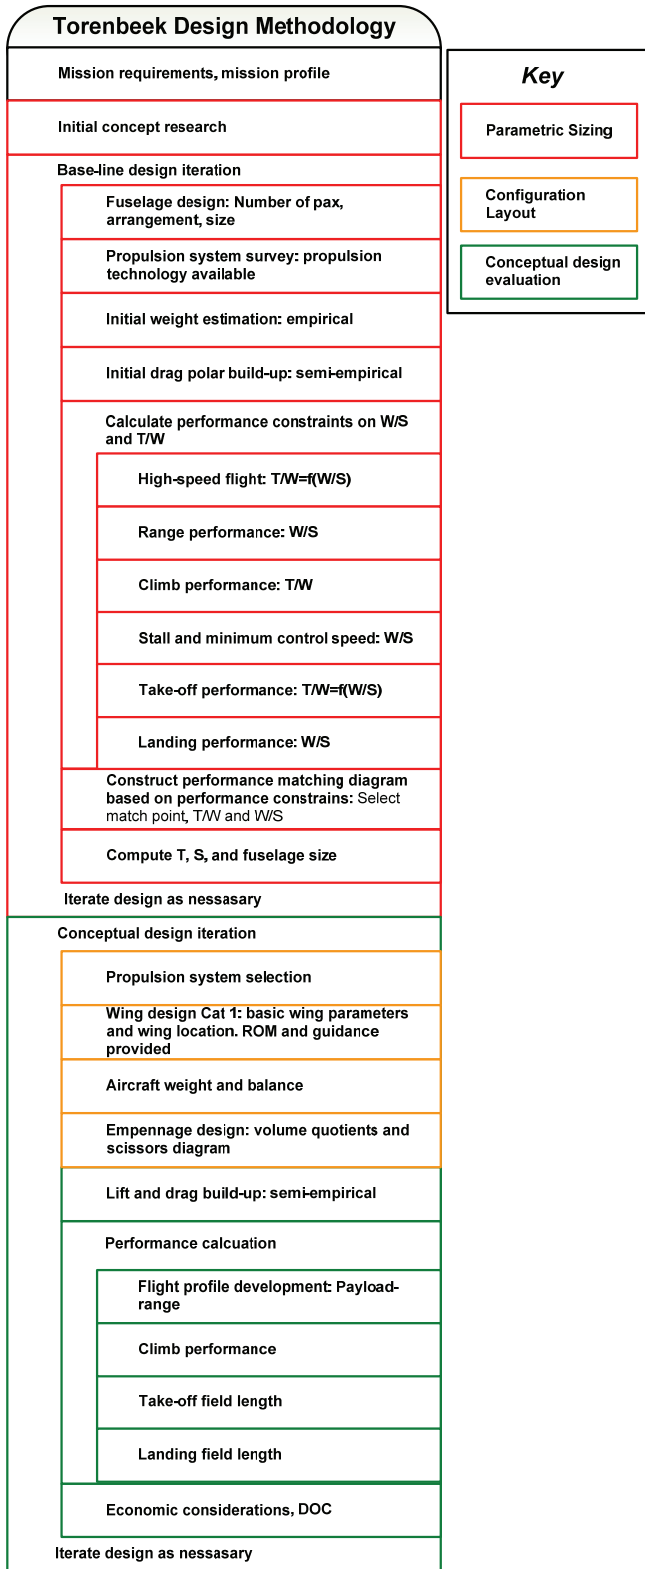 Torenbeek Design Methodology
Mission requirements, mission profile
Key
Initial concept research
Parametric Sizing
Base-line design iteration
Fuselage design: Number of pax,
arrangement, size
Configuration
Layout
Propulsion system survey: propulsion
technology available
Conceptual design
evaluation
Initial weight estimation: empirical
Initial drag polar build-up: semi-empirical
Calculate performance constraints on W/S
and T/W
High-speed flight: T/W=f(W/S)
Range performance: W/S
Climb performance: T/W
Stall and minimum control speed: W/S
Take-off performance: T/W=f(W/S)
Landing performance: W/S
Construct performance matching diagram
based on performance constrains: Select
match point, T/W and W/S
Compute T, S, and fuselage size
Iterate design as nessasary
Conceptual design iteration
Propulsion system selection
Wing design Cat 1: basic wing parameters
and wing location. ROM and guidance
provided
Aircraft weight and balance
Empennage design: volume quotients and
scissors diagram
Lift and drag build-up: semi-empirical
Performance calcuation
Flight profile development: Payload-
range
Climb performance
Take-off field length
Landing field length
Economic considerations, DOC
Iterate design as nessasary